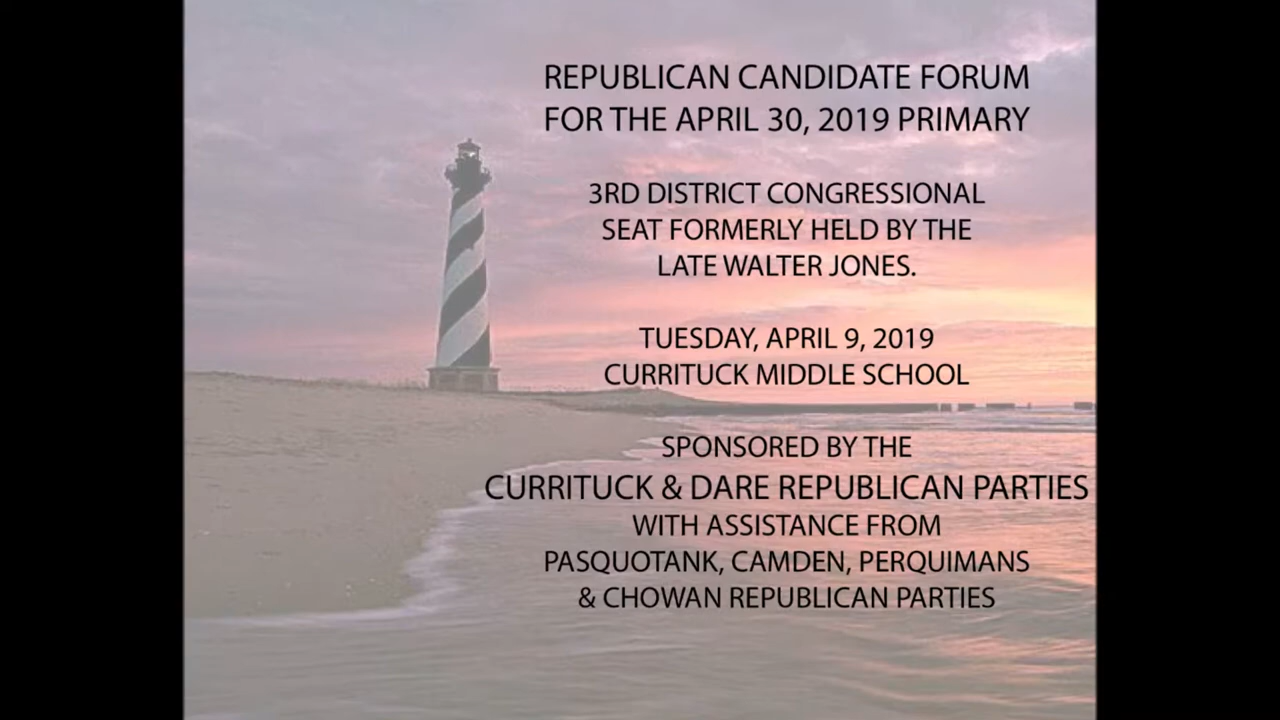 REPUBLICAN CANDIDATE FORUM
FOR THE APRIL 30, 2019 PRIMARY
3RD DISTRICT CONGRESSIONAL
SEAT FORMERLY HELD BY THE
LATE WALTER JONES.
TUESDAY, APRIL 9, 2019
CURRITUCK MIDDLE SCHOOL
SPONSORED BY THE
CURRITUCK & DARE REPUBLICAN PARTIES
WITH ASSISTANCE FROM
PASQUOTANK, CAMDEN, PERQUIMANS
& CHOWAN REPUBLICAN PARTIES